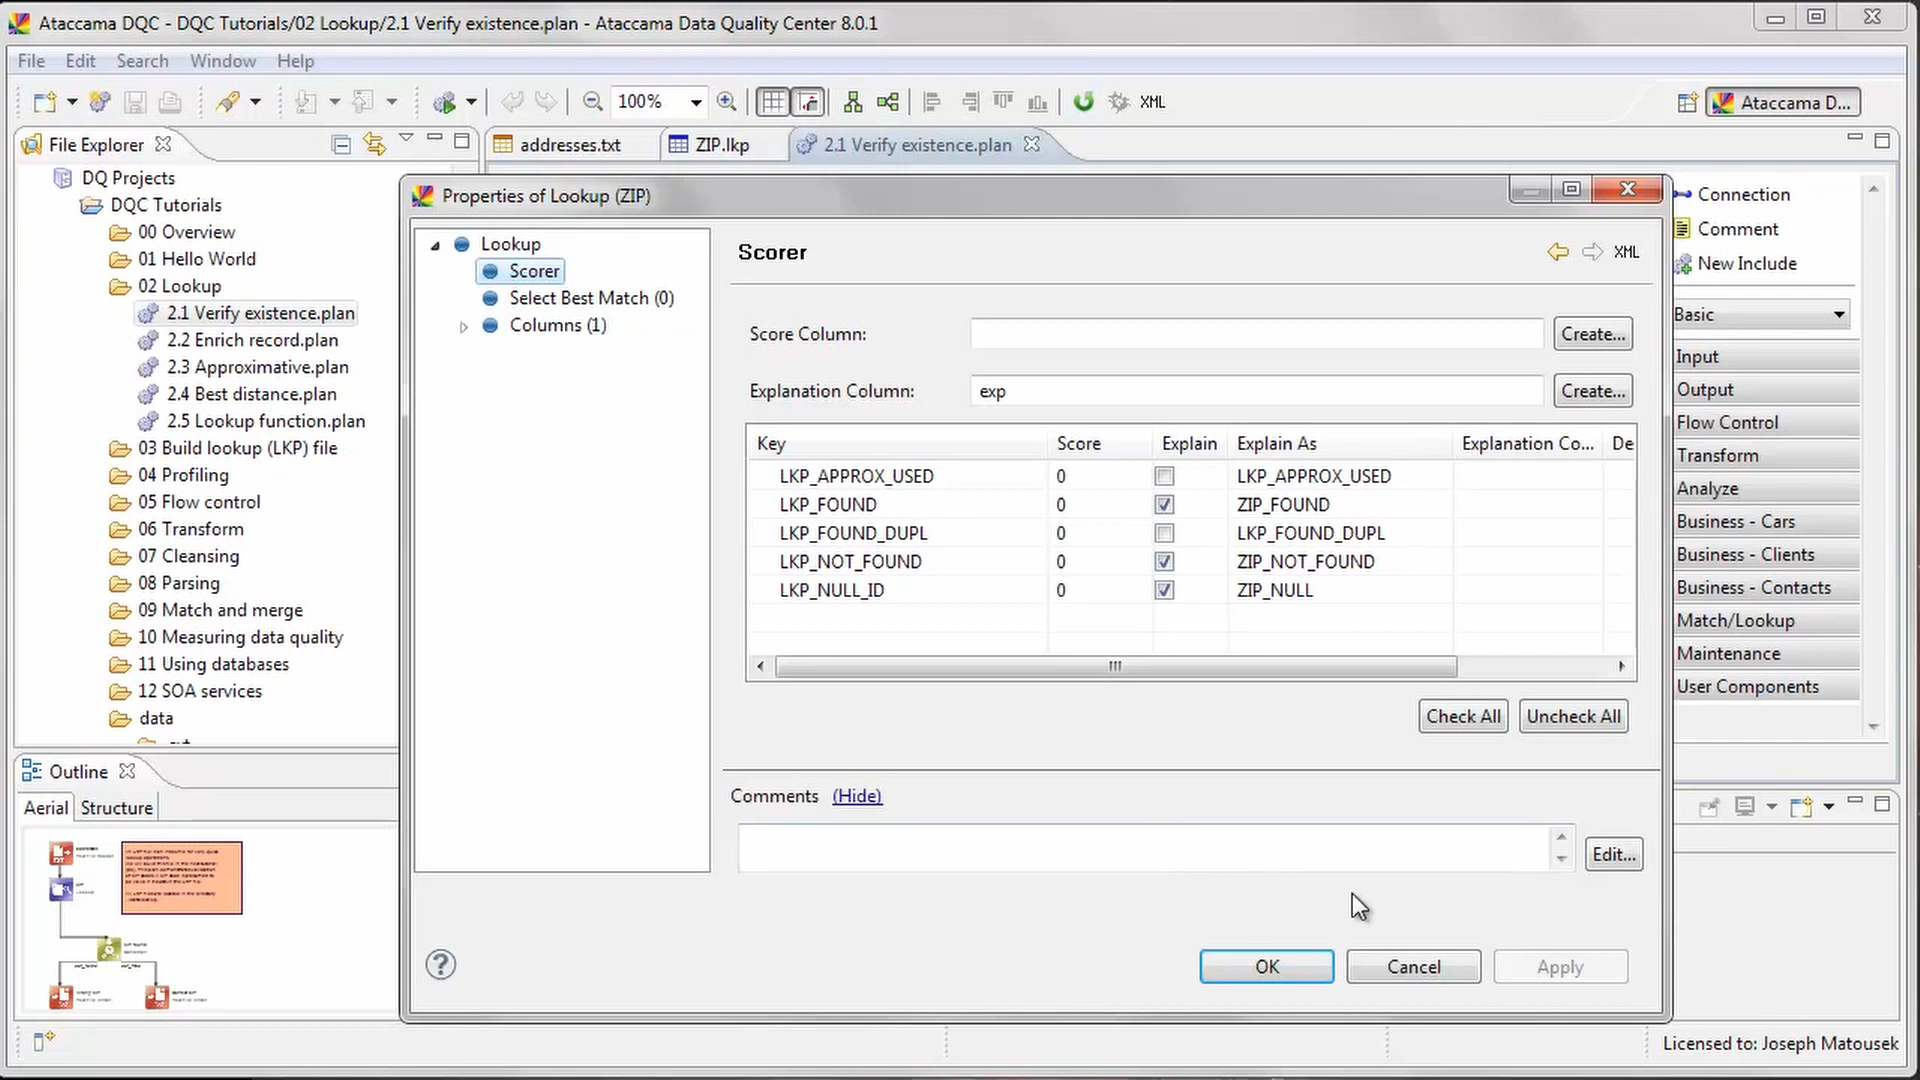 Ataccama DQC - DQC Tutorials/02 Lookup/2.1 Verify existence.plan - Ataccama Data Quality Center 8.0.1
File Edit Search Window Help
100% XML Ataccama D...
File Explorer
addresses.txt ZIP.lkp 2.1 Verify existence.plan
DQ Projects
DQC Tutorials
00 Overview
01 Hello World
02 Lookup
2.1 Verify existence.plan
2.2 Enrich record.plan
2.3 Approximative.plan
2.4 Best distance.plan
2.5 Lookup function.plan
03 Build lookup (LKP) file
04 Profiling
05 Flow control
06 Transform
07 Cleansing
08 Parsing
09 Match and merge
10 Measuring data quality
11 Using databases
12 SOA services
data
Outline
Aerial Structure
Properties of Lookup (ZIP)
Lookup
Scorer
Select Best Match (0)
Columns (1)
Scorer XML
Score Column: Create...
Explanation Column: exp Create...
Key Score Explain Explain As Explanation Co... De
LKP_APPROX_USED 0 LKP_APPROX_USED
LKP_FOUND 0 ZIP_FOUND
LKP_FOUND_DUPL 0 LKP_FOUND_DUPL
LKP_NOT_FOUND 0 ZIP_NOT_FOUND
LKP_NULL_ID 0 ZIP_NULL
Check All Uncheck All
Comments (Hide)
Edit...
OK Cancel Apply
Connection
Comment
New Include
Basic
Input
Output
Flow Control
Transform
Analyze
Business - Cars
Business - Clients
Business - Contacts
Match/Lookup
Maintenance
User Components
Licensed to: Joseph Matousek